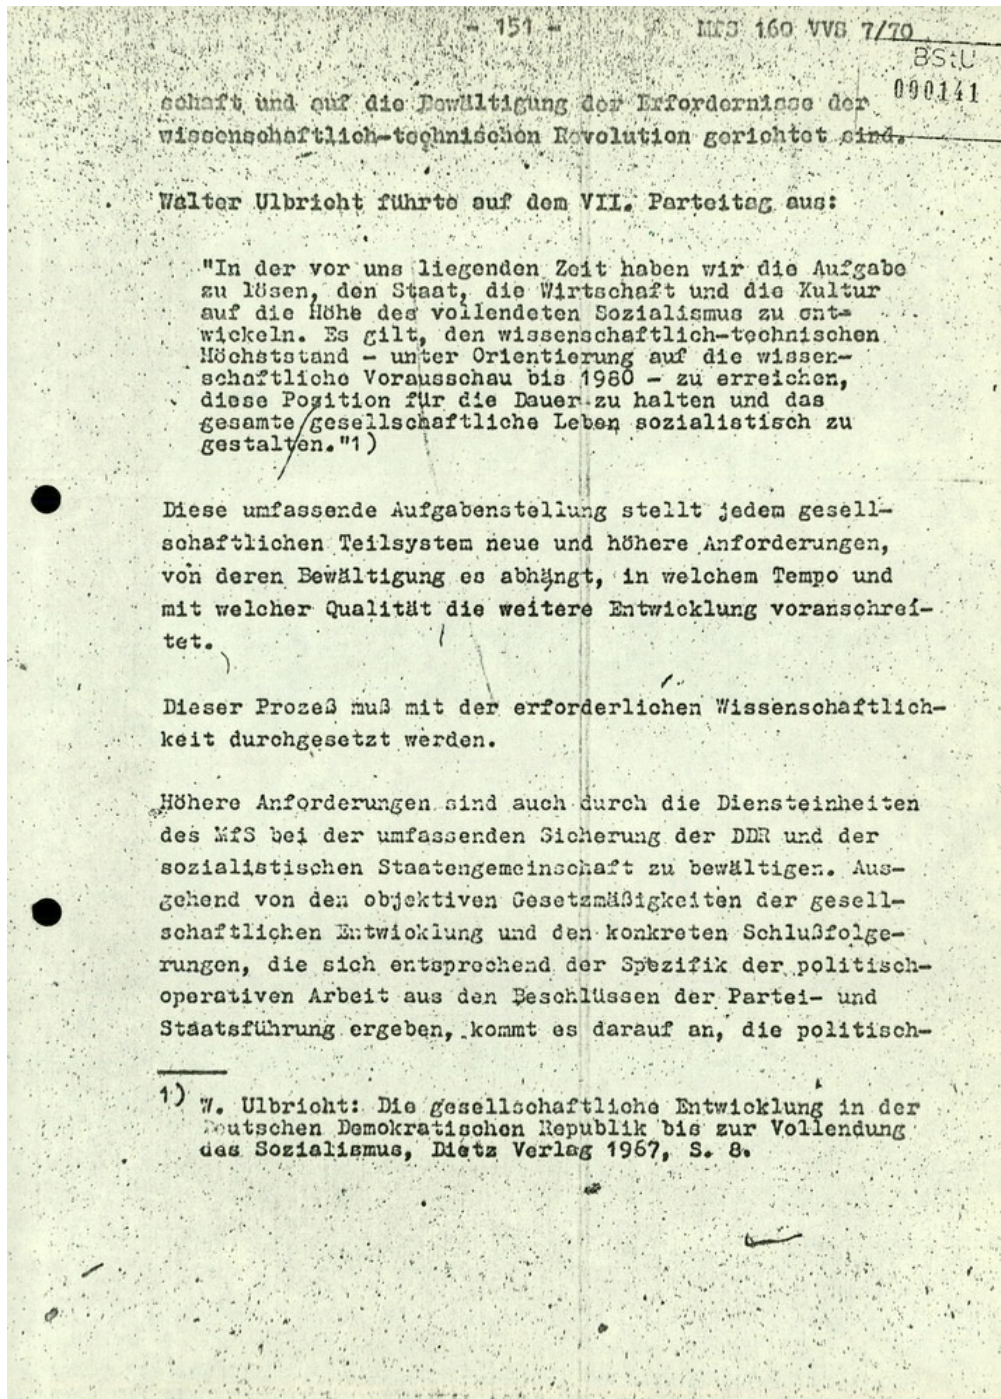 - 151 -
MfS 160 VVS 7/70
BStU
000141
schaft und auf die Bewältigung der Erfordernisse der
wissenschaftlich-technischen Revolution gerichtet sind.
Walter Ulbricht führte auf dem VII. Parteitag aus:
"In der vor uns liegenden Zeit haben wir die Aufgabe
zu lösen, den Staat, die Wirtschaft und die Kultur
auf die Höhe des vollendeten Sozialismus zu ent-
wickeln. Es gilt, den wissenschaftlich-technischen
Höchststand - unter Orientierung auf die wissen-
schaftliche Vorausschau bis 1980 - zu erreichen,
diese Position für die Dauer zu halten und das
gesamte gesellschaftliche Leben sozialistisch zu
gestalten."1)
Diese umfassende Aufgabenstellung stellt jedem gesell-
schaftlichen Teilsystem neue und höhere Anforderungen,
von deren Bewältigung es abhängt, in welchem Tempo und
mit welcher Qualität die weitere Entwicklung voranschrei-
tet.
Dieser Prozeß muß mit der erforderlichen Wissenschaftlich-
keit durchgesetzt werden.
Höhere Anforderungen sind auch durch die Diensteinheiten
des MfS bei der umfassenden Sicherung der DDR und der
sozialistischen Staatengemeinschaft zu bewältigen. Aus-
gehend von den objektiven Gesetzmäßigkeiten der gesell-
schaftlichen Entwicklung und den konkreten Schlußfolge-
rungen, die sich entsprechend der Spezifik der politisch-
operativen Arbeit aus den Beschlüssen der Partei- und
Staatsführung ergeben, kommt es darauf an, die politisch-
1) W. Ulbricht: Die gesellschaftliche Entwicklung in der
Deutschen Demokratischen Republik bis zur Vollendung
des Sozialismus, Dietz Verlag 1967, S. 8.